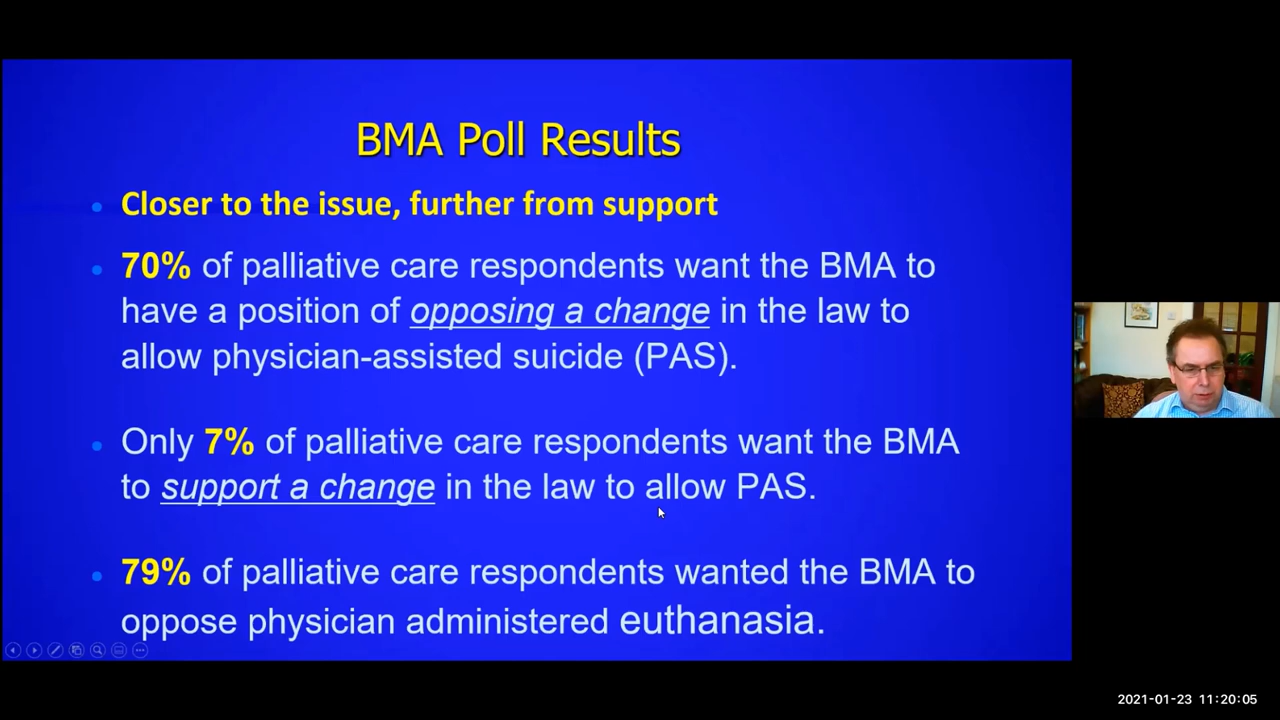 BMA Poll Results
Closer to the issue, further from support
70% of palliative care respondents want the BMA to
have a position of opposing a change in the law to
allow physician-assisted suicide (PAS).
Only 7% of palliative care respondents want the BMA
to support a change in the law to allow PAS.
79% of palliative care respondents wanted the BMA to
oppose physician administered euthanasia.
2021-01-23 11:20:05